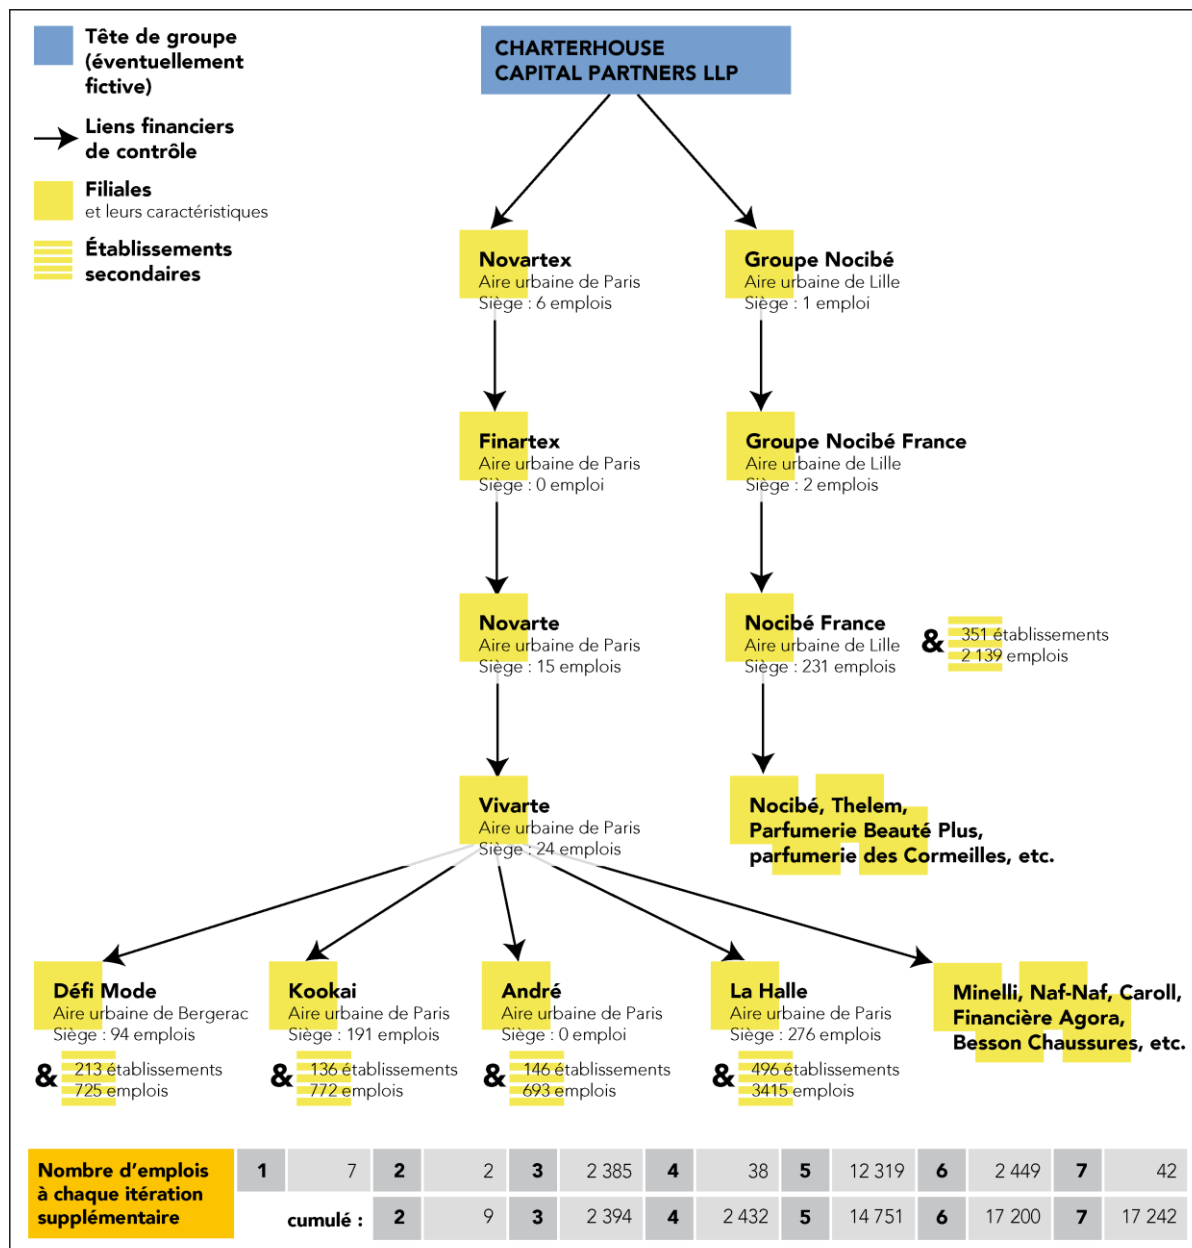 Tête de groupe
(éventuellement
fictive)
Liens financiers
de contrôle
Filiales
et leurs caractéristiques
Établissements
secondaires
CHARTERHOUSE
CAPITAL PARTNERS LLP
Novartex
Aire urbaine de Paris
Siège : 6 emplois
Groupe Nocibé
Aire urbaine de Lille
Siège : 1 emploi
Finartex
Aire urbaine de Paris
Siège : 0 emploi
Groupe Nocibé France
Aire urbaine de Lille
Siège : 2 emplois
Novarte
Aire urbaine de Paris
Siège : 15 emplois
Nocibé France
Aire urbaine de Lille
Siège : 231 emplois
& 351 établissements
2 139 emplois
Vivarte
Aire urbaine de Paris
Siège : 24 emplois
Nocibé, Thelem,
Parfumerie Beauté Plus,
parfumerie des Cormeilles, etc.
Défi Mode
Aire urbaine de Bergerac
Siège : 94 emplois
& 213 établissements
725 emplois
Kookai
Aire urbaine de Paris
Siège : 191 emplois
& 136 établissements
772 emplois
André
Aire urbaine de Paris
Siège : 0 emploi
& 146 établissements
693 emplois
La Halle
Aire urbaine de Paris
Siège : 276 emplois
& 496 établissements
3415 emplois
Minelli, Naf-Naf, Caroll,
Financière Agora,
Besson Chaussures, etc.
Nombre d'emplois
à chaque itération
supplémentaire
1 7 2 2 3 2 385 4 38 5 12 319 6 2 449 7 42
cumulé : 2 9 3 2 394 4 2 432 5 14 751 6 17 200 7 17 242